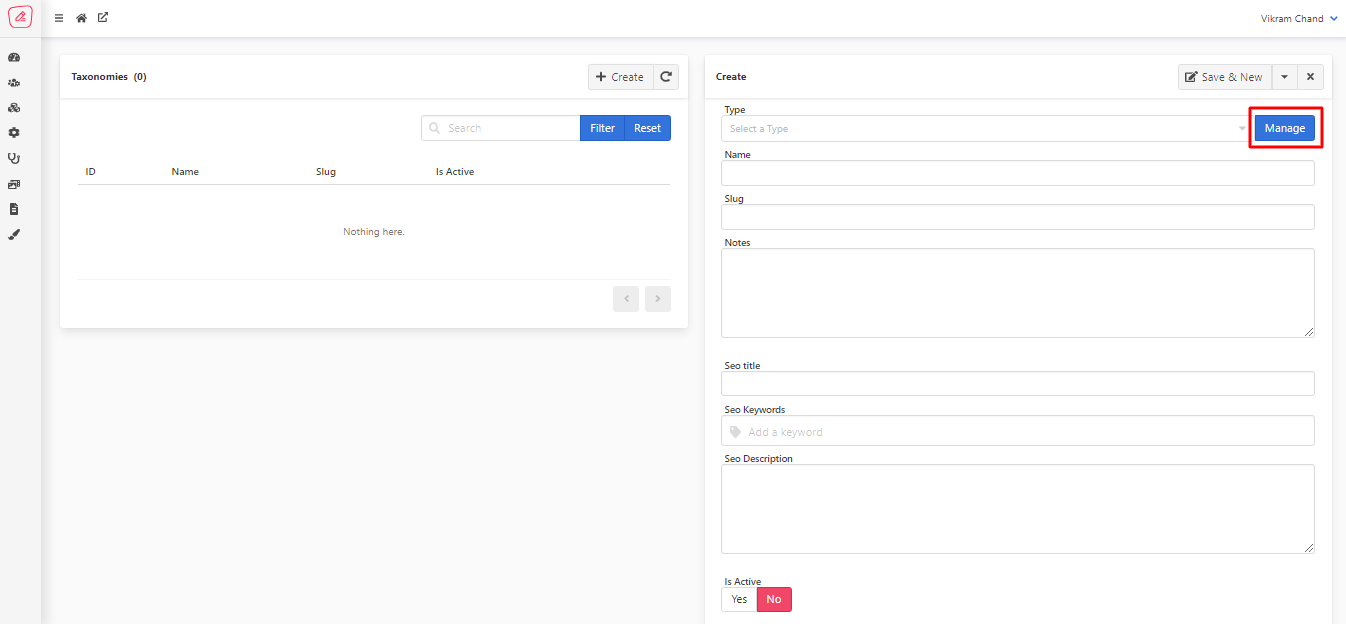 Vikram Chand
Taxonomies (0)
Create
Search
Filter
Reset
ID Name Slug Is Active
Nothing here.
Create
Save & New
Type
Select a Type
Manage
Name
Slug
Notes
Seo title
Seo Keywords
Add a keyword
Seo Description
Is Active
Yes No